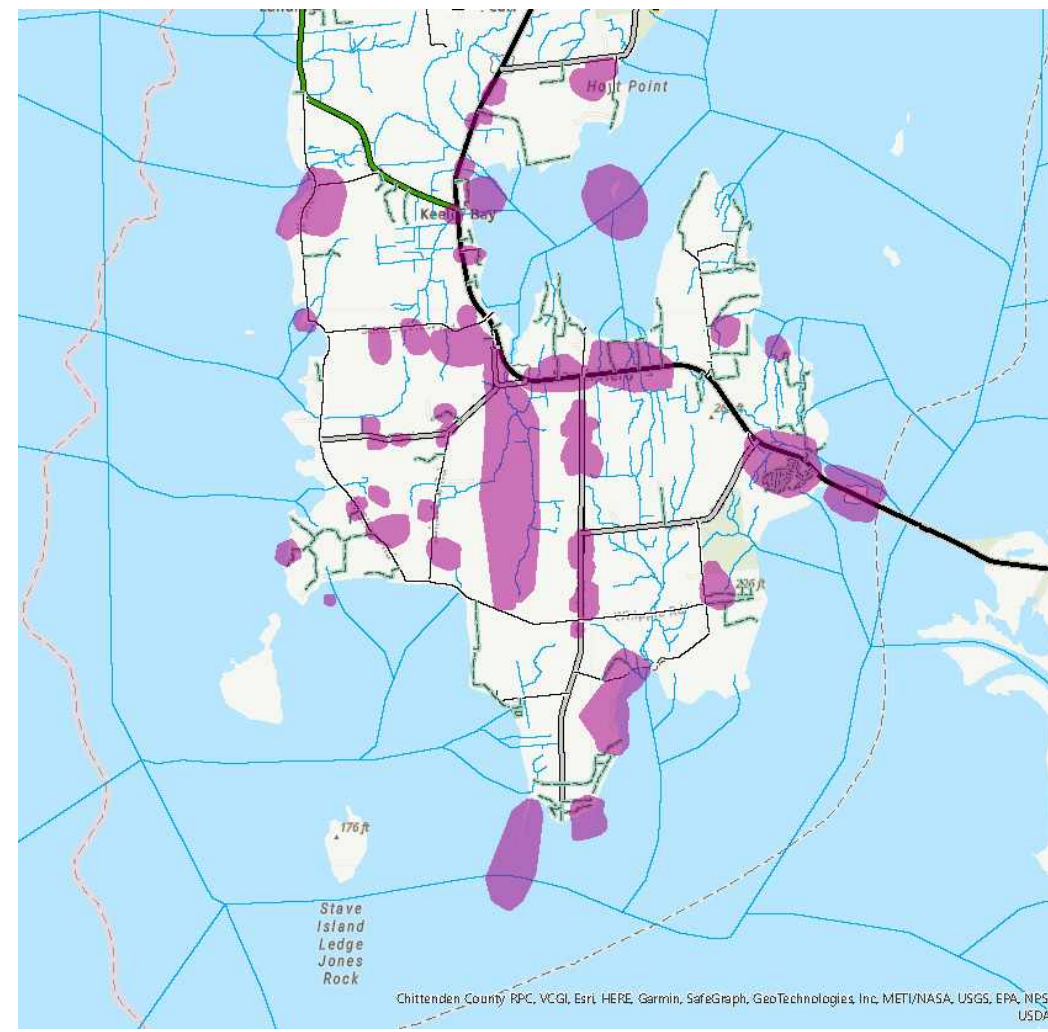 Hoyt Point
Keeler Bay
226 ft
176 ft
Stave
Island
Ledge
Jones
Rock
Chittenden County RPC, VCGI, Esri, HERE, Garmin, SafeGraph, GeoTechnologies, Inc, METI/NASA, USGS, EPA, NPS,
USDA